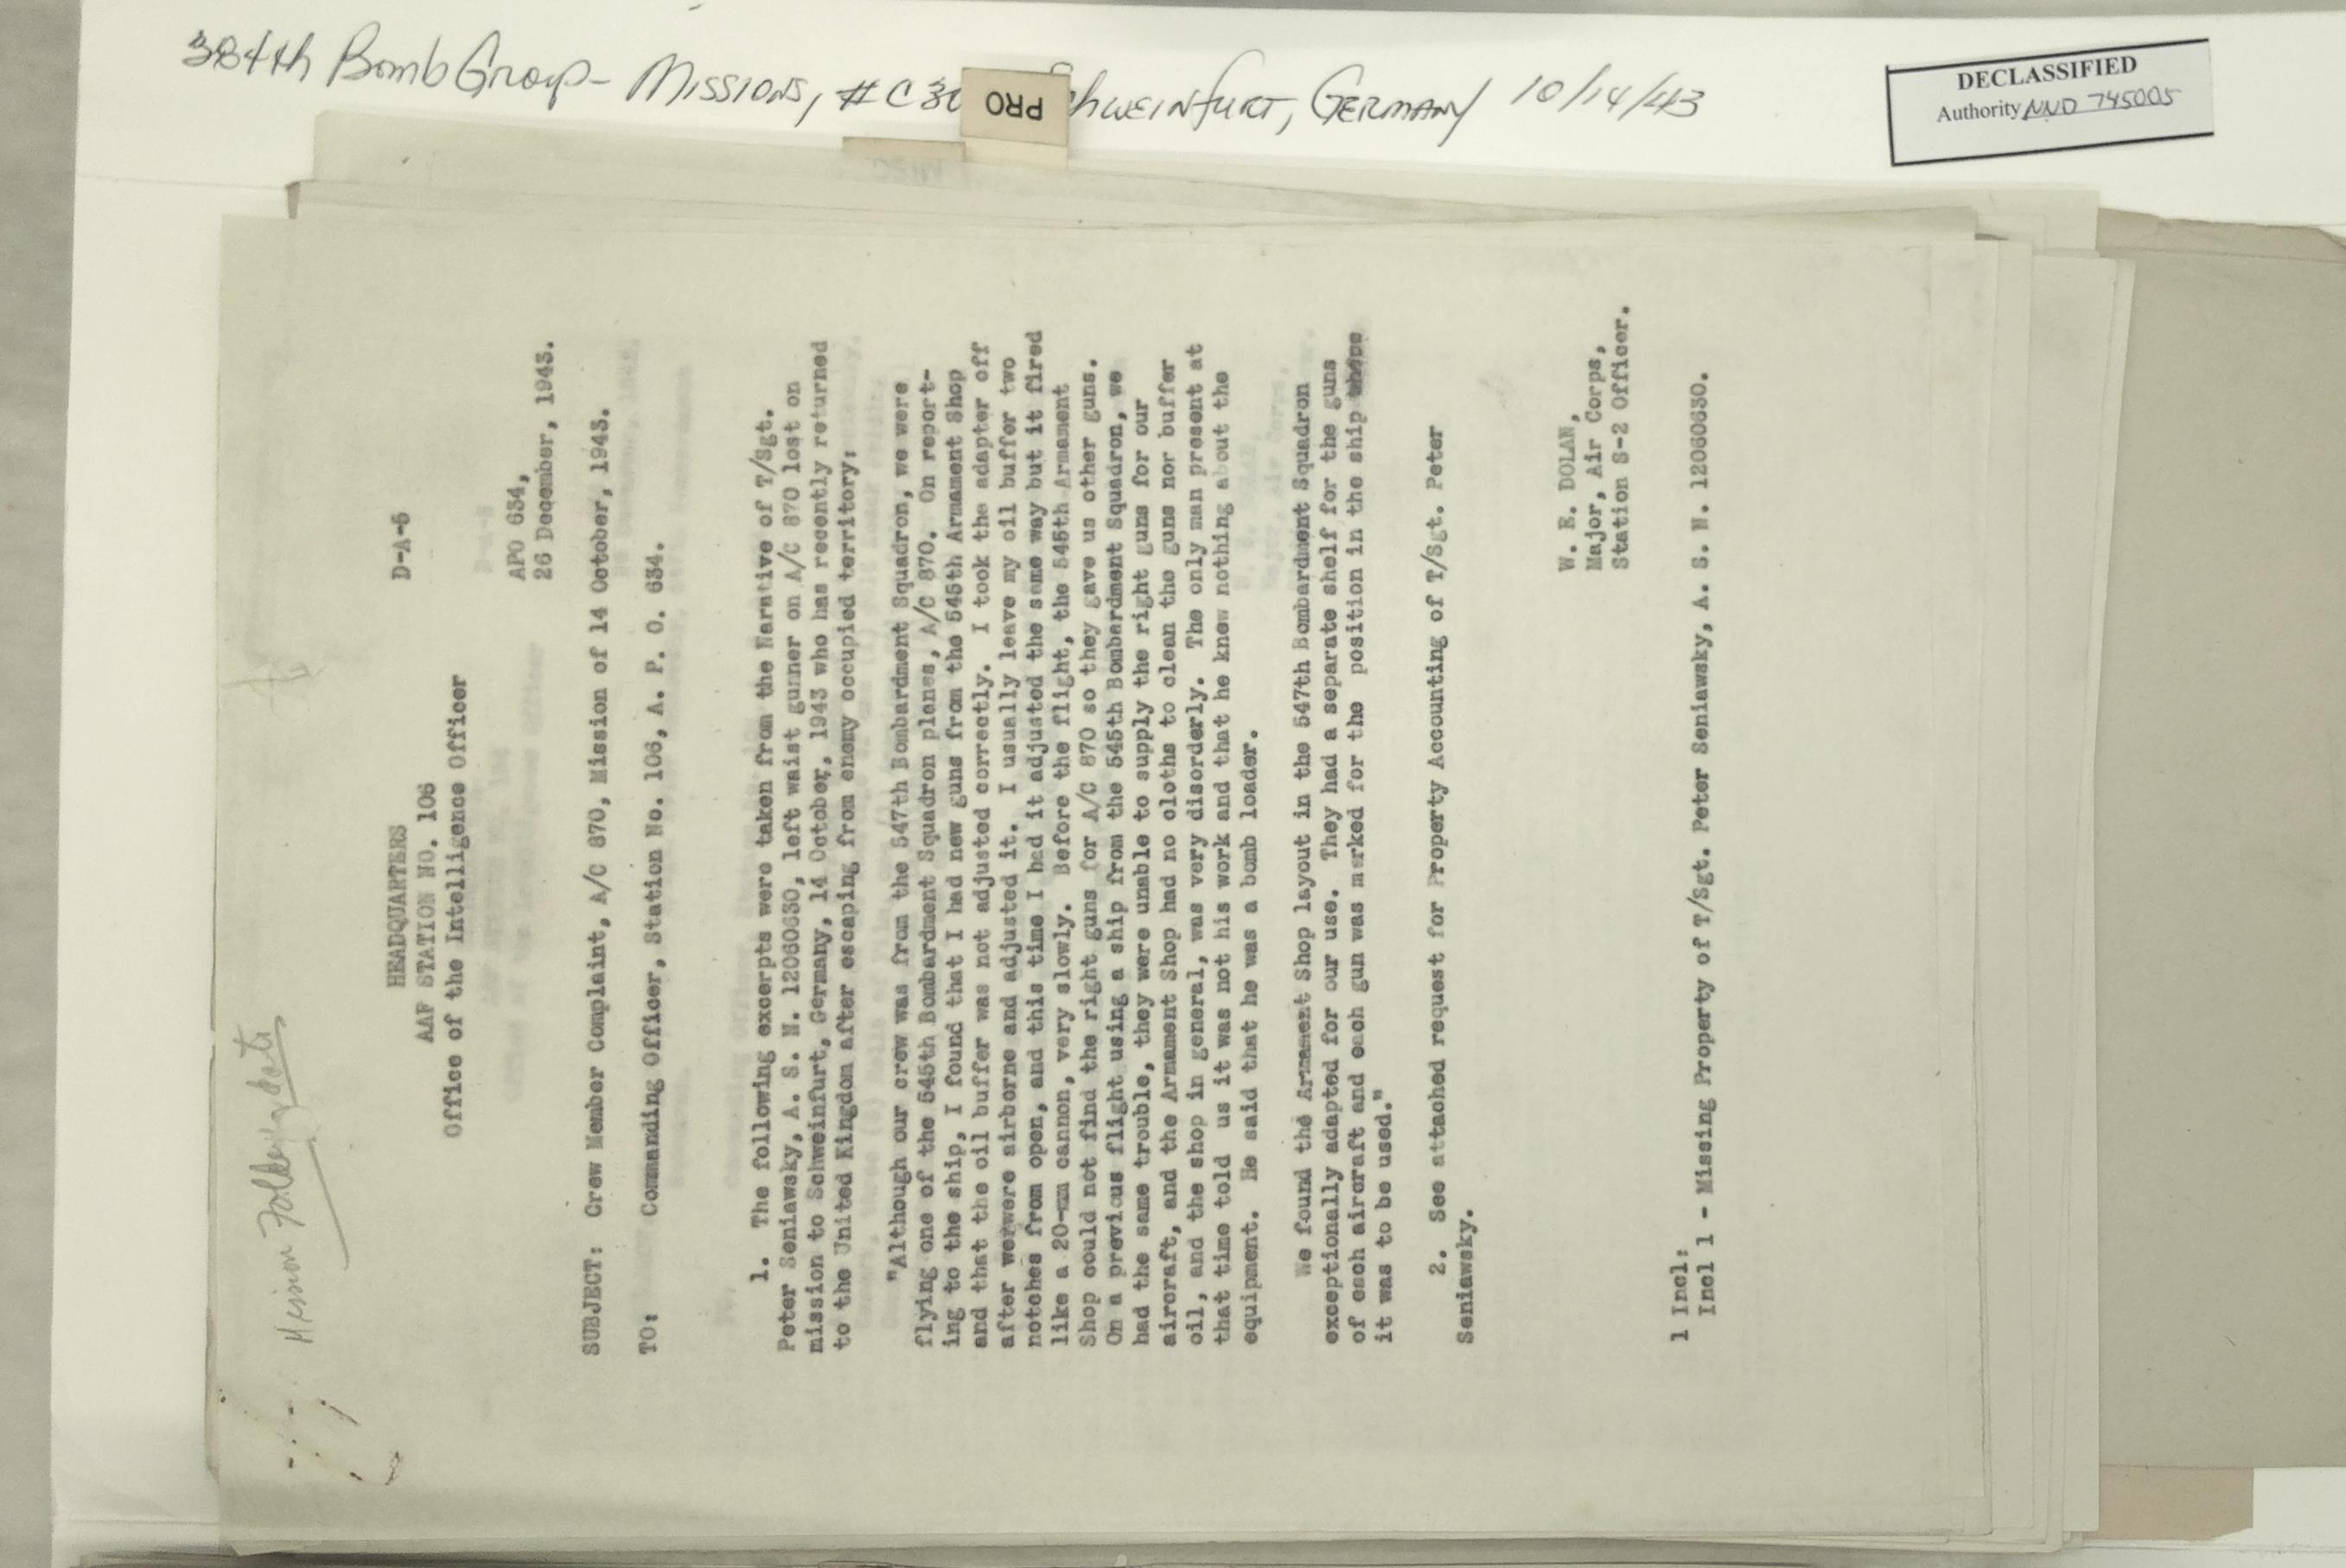 384th Bomb Group - Missions, #C30
PRO
chweinfurt, Germany 10/14/43
DECLASSIFIED
Authority NND 745005
MISC
Mission Folder, date
HEADQUARTERS
AAF STATION NO. 106
Office of the Intelligence Officer
D-A-5
APO 634,
26 December, 1943.
SUBJECT: Crew Member Complaint, A/C 870, Mission of 14 October, 1943.
TO: Commanding Officer, Station No. 106, A. P. O. 634.
1. The following excerpts were taken from the Narative of T/Sgt.
Peter Seniawsky, A. S. N. 12060630, left waist gunner on A/C 870 lost on
mission to Schweinfurt, Germany, 14 October, 1943 who has recently returned
to the United Kingdom after escaping from enemy occupied territory:
"Although our crew was from the 547th Bombardment Squadron, we were
flying one of the 545th Bombardment Squadron planes, A/C 870. On report-
ing to the ship, I found that I had new guns from the 545th Armament Shop
and that the oil buffer was not adjusted correctly. I took the adapter off
after we were airborne and adjusted it. I usually leave my oil buffer two
notches from open, and this time I had it adjusted the same way but it fired
like a 20-mm cannon, very slowly. Before the flight, the 545th Armament
Shop could not find the right guns for A/C 870 so they gave us other guns.
On a previous flight using a ship from the 545th Bombardment Squadron, we
had the same trouble, they were unable to supply the right guns for our
aircraft, and the Armament Shop had no cloths to clean the guns nor buffer
oil, and the shop in general, was very disorderly. The only man present at
that time told us it was not his work and that he knew nothing about the
equipment. He said that he was a bomb loader.
We found the Armament Shop layout in the 547th Bombardment Squadron
exceptionally adapted for our use. They had a separate shelf for the guns
of each aircraft and each gun was marked for the position in the ship where
it was to be used."
2. See attached request for Property Accounting of T/Sgt. Peter
Seniawsky.
W. E. DOLAN,
Major, Air Corps,
Station S-2 Officer.
1 Incl:
Incl 1 - Missing Property of T/Sgt. Peter Seniawsky, A. S. N. 12060630.